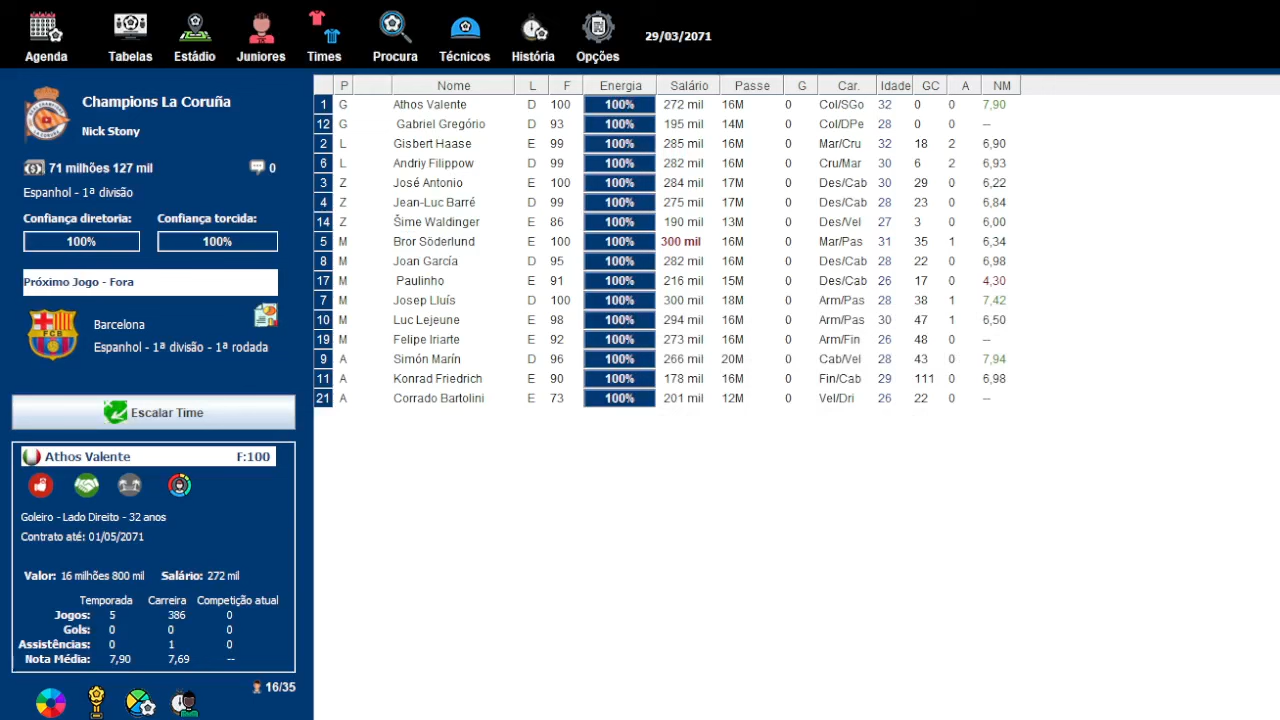 Agenda Tabelas Estádio Juniores Times Procura Técnicos História Opções 29/03/2071
Champions La Coruña
Nick Stony
71 milhões 127 mil 0
Espanhol - 1ª divisão
Confiança diretoria: Confiança torcida:
100% 100%
Próximo Jogo - Fora
FCB
Barcelona
Espanhol - 1ª divisão - 1ª rodada
Escalar Time
Athos Valente F:100
Goleiro - Lado Direito - 32 anos
Contrato até: 01/05/2071
Valor: 16 milhões 800 mil Salário: 272 mil
Temporada Carreira Competição atual
Jogos: 5 386 0
Gols: 0 0 0
Assistências: 0 1 0
Nota Média: 7,90 7,69 --
16/35
P Nome L F Energia Salário Passe G Car. Idade GC A NM
1 G Athos Valente D 100 100% 272 mil 16M 0 Col/SGo 32 0 0 7,90
12 G Gabriel Gregório D 93 100% 195 mil 14M 0 Col/DPe 28 0 0 --
2 L Gisbert Haase E 99 100% 285 mil 16M 0 Mar/Cru 32 18 2 6,90
6 L Andriy Filippow D 99 100% 282 mil 16M 0 Cru/Mar 30 6 2 6,93
3 Z José Antonio E 100 100% 284 mil 17M 0 Des/Cab 30 29 0 6,22
4 Z Jean-Luc Barré D 99 100% 275 mil 17M 0 Des/Cab 28 23 0 6,84
14 Z Šime Waldinger E 86 100% 190 mil 13M 0 Des/Vel 27 3 0 6,00
5 M Bror Söderlund E 100 100% 300 mil 16M 0 Mar/Pas 31 35 1 6,34
8 M Joan García D 95 100% 282 mil 16M 0 Des/Cab 28 22 0 6,98
17 M Paulinho E 91 100% 216 mil 15M 0 Des/Cab 26 17 0 4,30
7 M Josep Lluís D 100 100% 300 mil 18M 0 Arm/Pas 28 38 1 7,42
10 M Luc Lejeune E 98 100% 294 mil 16M 0 Arm/Pas 30 47 1 6,50
19 M Felipe Iriarte E 92 100% 273 mil 16M 0 Arm/Fin 26 48 0 --
9 A Simón Marín D 96 100% 266 mil 20M 0 Cab/Vel 28 43 0 7,94
11 A Konrad Friedrich E 90 100% 178 mil 16M 0 Fin/Cab 29 111 0 6,98
21 A Corrado Bartolini E 73 100% 201 mil 12M 0 Vel/Dri 26 22 0 --